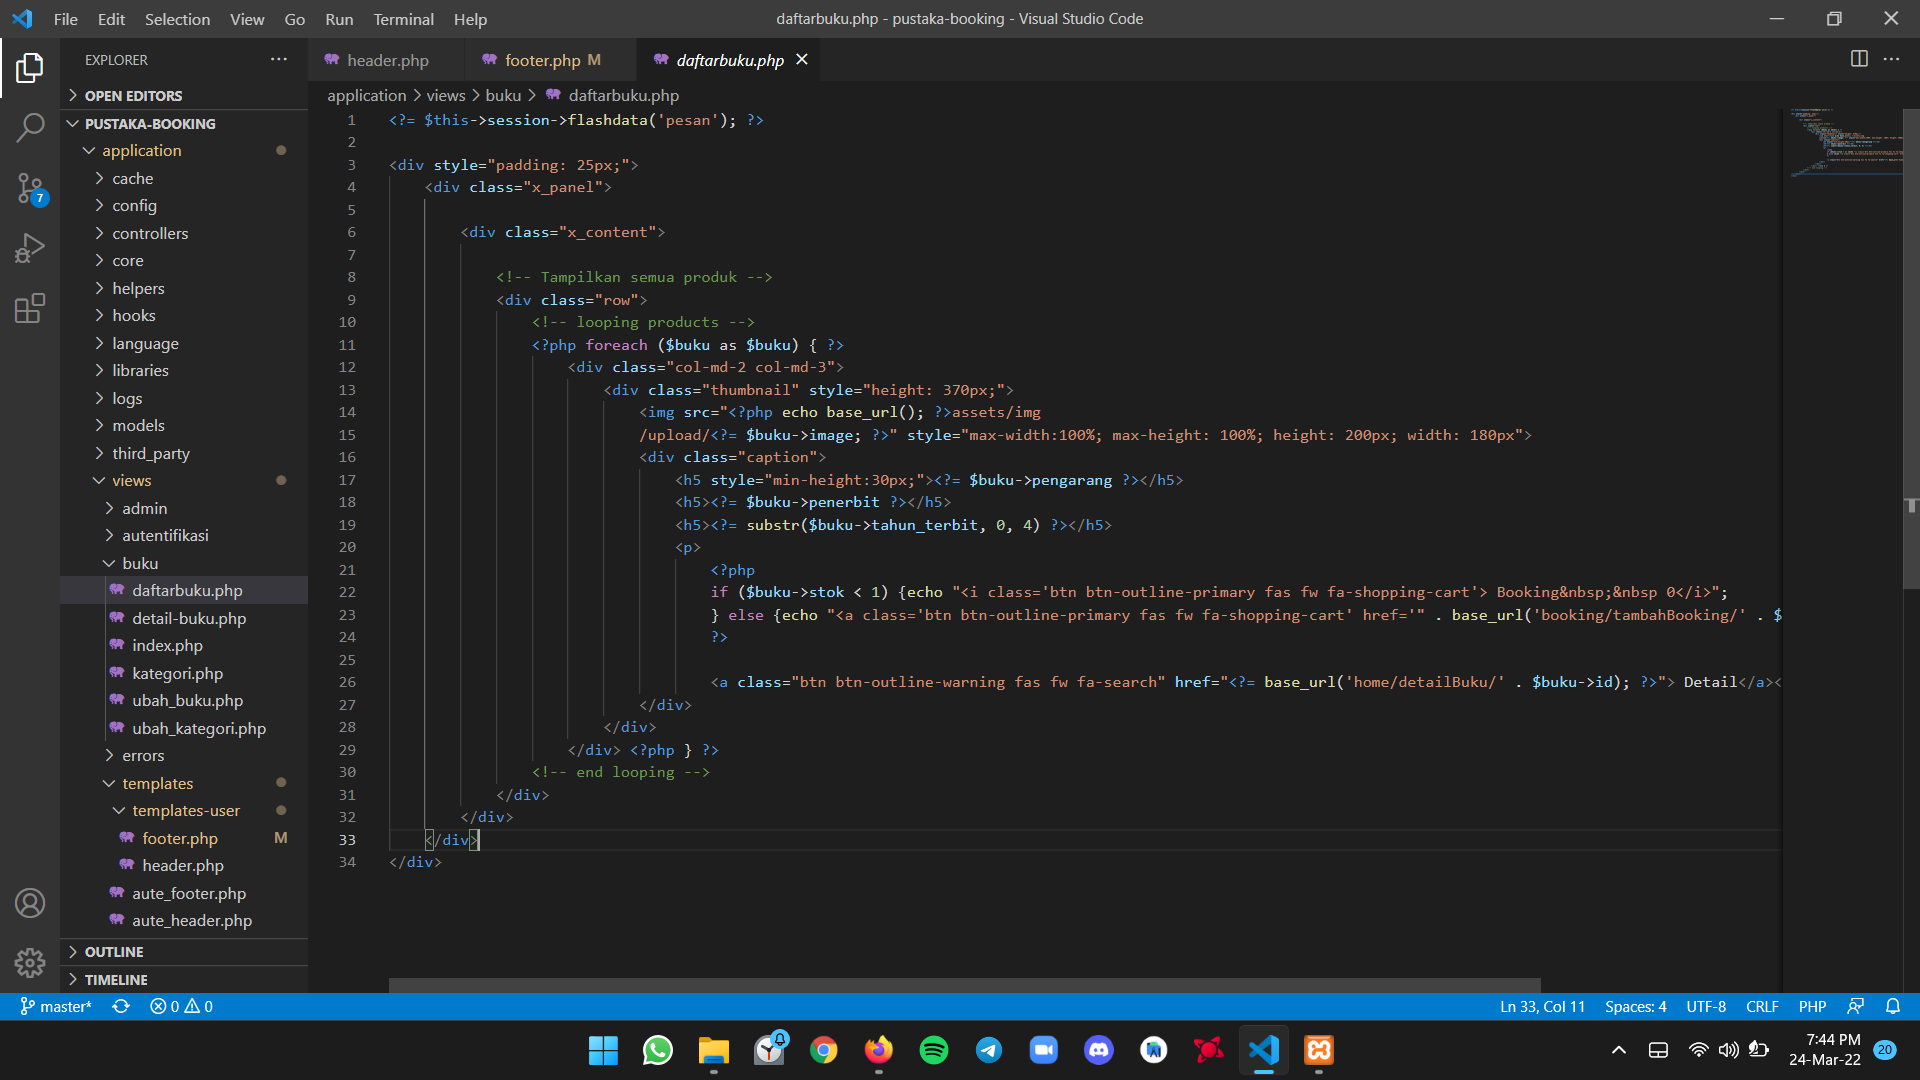 File Edit Selection View Go Run Terminal Help
daftarbuku.php - pustaka-booking - Visual Studio Code
EXPLORER
header.php
footer.php M
daftarbuku.php
OPEN EDITORS
PUSTAKA-BOOKING
application
cache
config
controllers
core
helpers
hooks
language
libraries
logs
models
third_party
views
admin
autentifikasi
buku
daftarbuku.php
detail-buku.php
index.php
kategori.php
ubah_buku.php
ubah_kategori.php
errors
templates
templates-user
footer.php M
header.php
aute_footer.php
aute_header.php
OUTLINE
TIMELINE
7
application > views > buku > daftarbuku.php
1 <?= $this->session->flashdata('pesan'); ?>
2
3 <div style="padding: 25px;">
4 <div class="x_panel">
5
6 <div class="x_content">
7
8 <!-- Tampilkan semua produk -->
9 <div class="row">
10 <!-- looping products -->
11 <?php foreach ($buku as $buku) { ?>
12 <div class="col-md-2 col-md-3">
13 <div class="thumbnail" style="height: 370px;">
14 <img src="<?php echo base_url(); ?>assets/img
15 /upload/<?= $buku->image; ?>" style="max-width:100%; max-height: 100%; height: 200px; width: 180px">
16 <div class="caption">
17 <h5 style="min-height:30px;"><?= $buku->pengarang ?></h5>
18 <h5><?= $buku->penerbit ?></h5>
19 <h5><?= substr($buku->tahun_terbit, 0, 4) ?></h5>
20 <p>
21 <?php
22 if ($buku->stok < 1) {echo "<i class='btn btn-outline-primary fas fw fa-shopping-cart'> Booking&nbsp;&nbsp 0</i>";
23 } else {echo "<a class='btn btn-outline-primary fas fw fa-shopping-cart' href='" . base_url('booking/tambahBooking/' . $
24 ?>
25
26 <a class="btn btn-outline-warning fas fw fa-search" href="<?= base_url('home/detailBuku/' . $buku->id); ?>"> Detail</a><
27 </div>
28 </div>
29 </div> <?php } ?>
30 <!-- end looping -->
31 </div>
32 </div>
33 </div>
34 </div>
master* 0 0
Ln 33, Col 11 Spaces: 4 UTF-8 CRLF PHP
7:44 PM
24-Mar-22
20